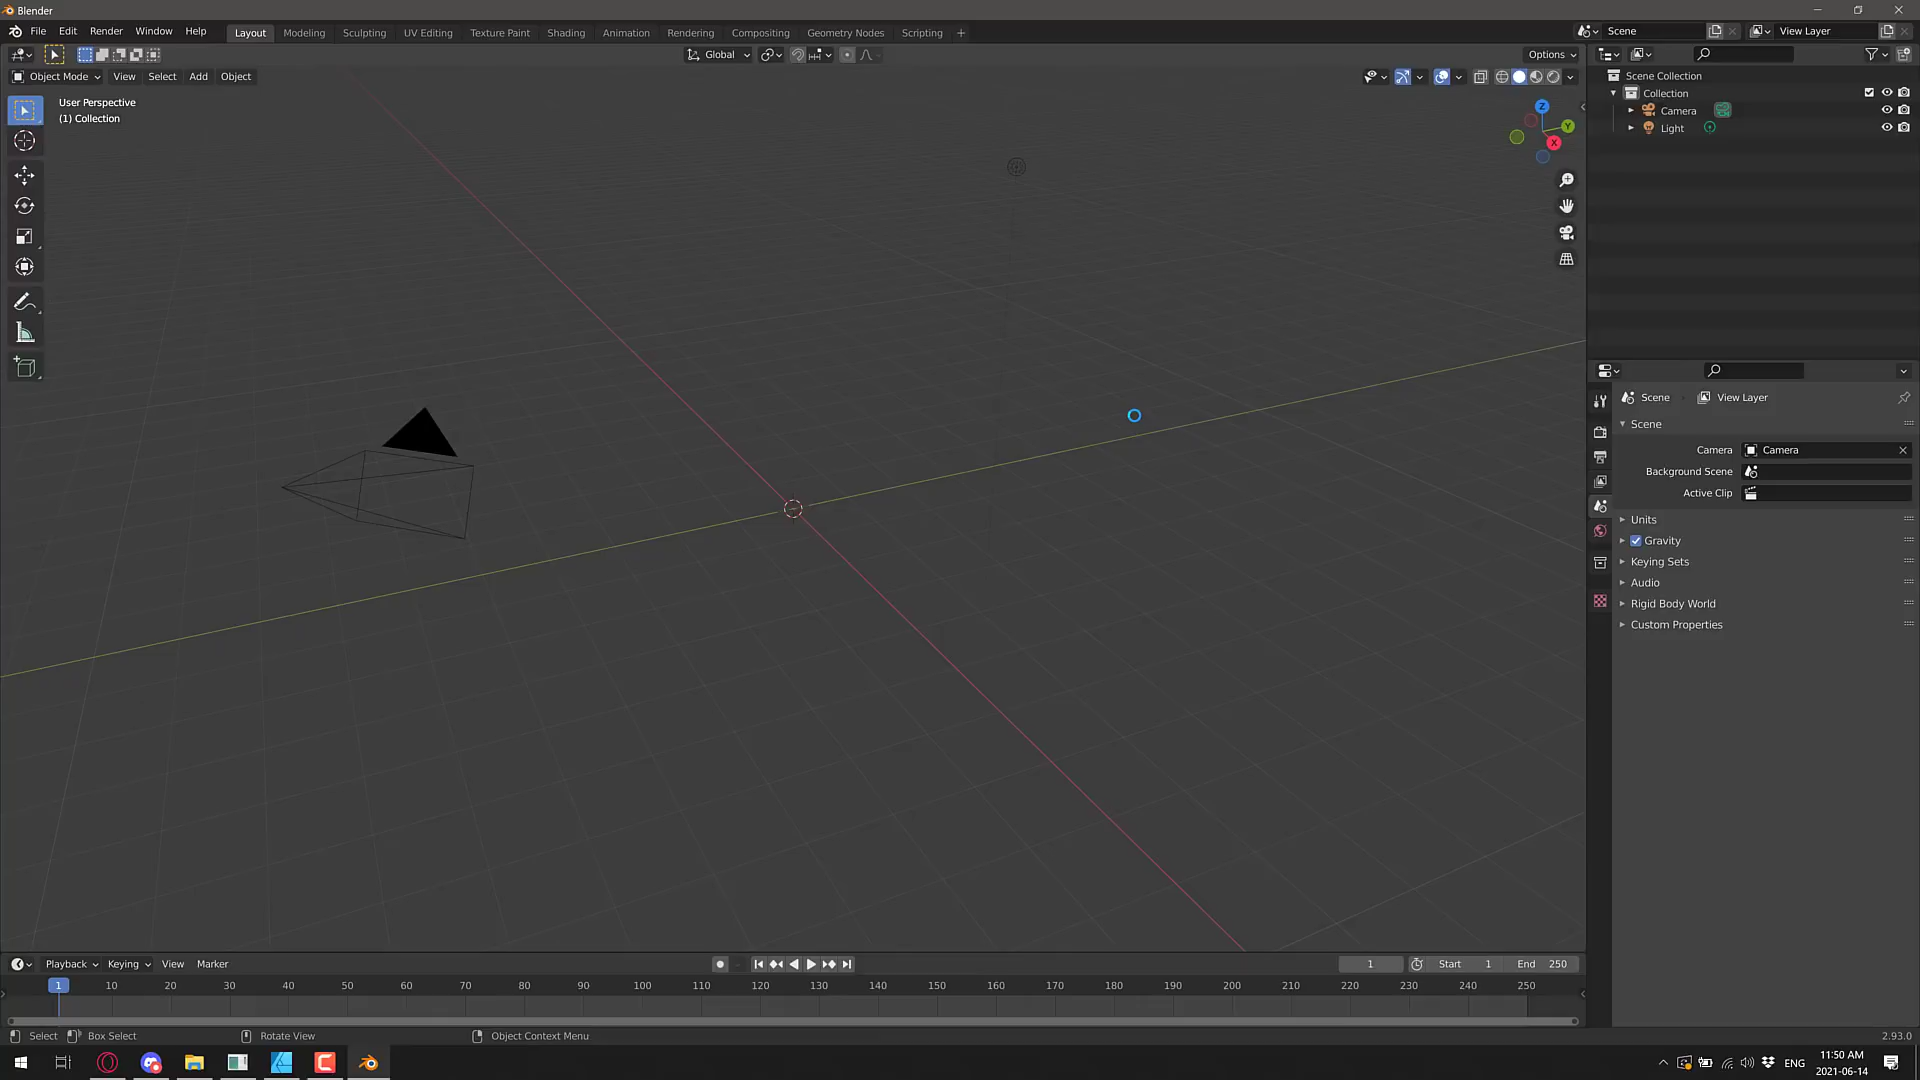 Blender
File Edit Render Window Help Layout Modeling Sculpting UV Editing Texture Paint Shading Animation Rendering Compositing Geometry Nodes Scripting + Scene View Layer
Global Options
Object Mode View Select Add Object
User Perspective
(1) Collection
Z
Y
X
Scene Collection
Collection
Camera
Light
Scene View Layer
Scene
Camera Camera
Background Scene
Active Clip
Units
Gravity
Keying Sets
Audio
Rigid Body World
Custom Properties
Playback Keying View Marker 1 Start 1 End 250
1 10 20 30 40 50 60 70 80 90 100 110 120 130 140 150 160 170 180 190 200 210 220 230 240 250
Select Box Select Rotate View Object Context Menu 2.93.0
ENG 11:50 AM
2021-06-14